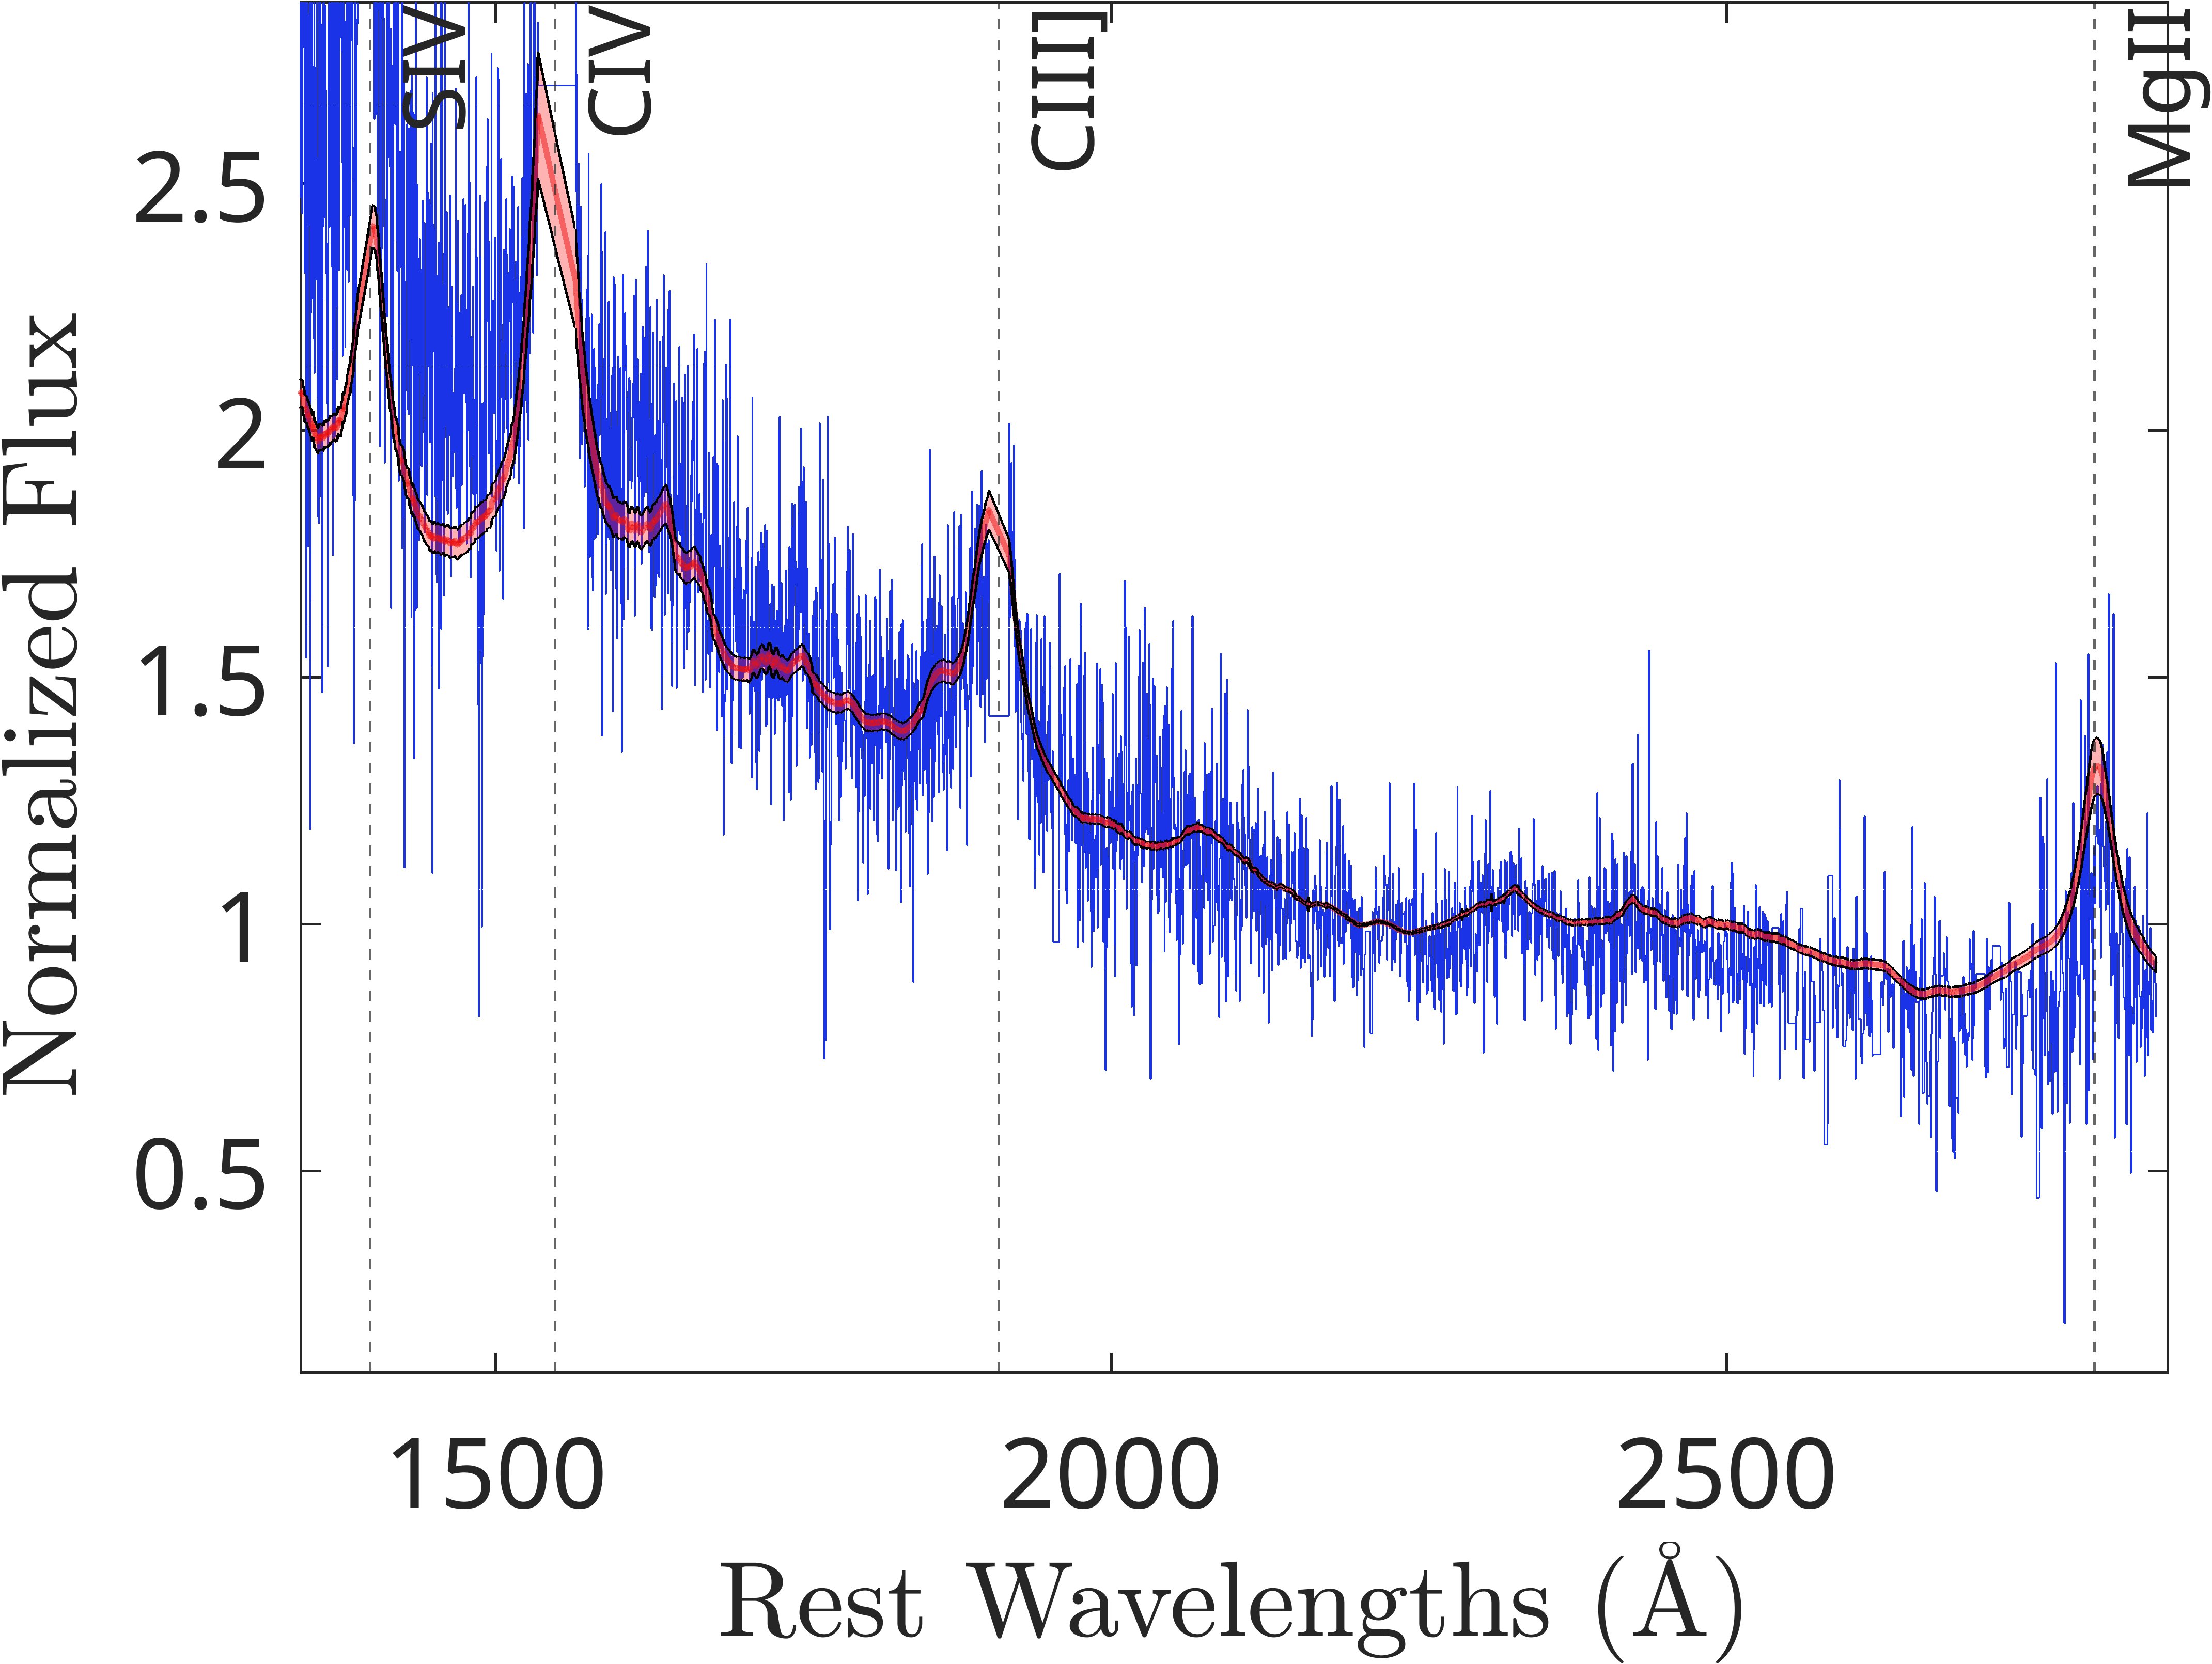 SIV
CIV
CIII]
MgII
2.5
2
1.5
1
0.5
Normalized Flux
1500
2000
2500
Rest Wavelengths (Å)